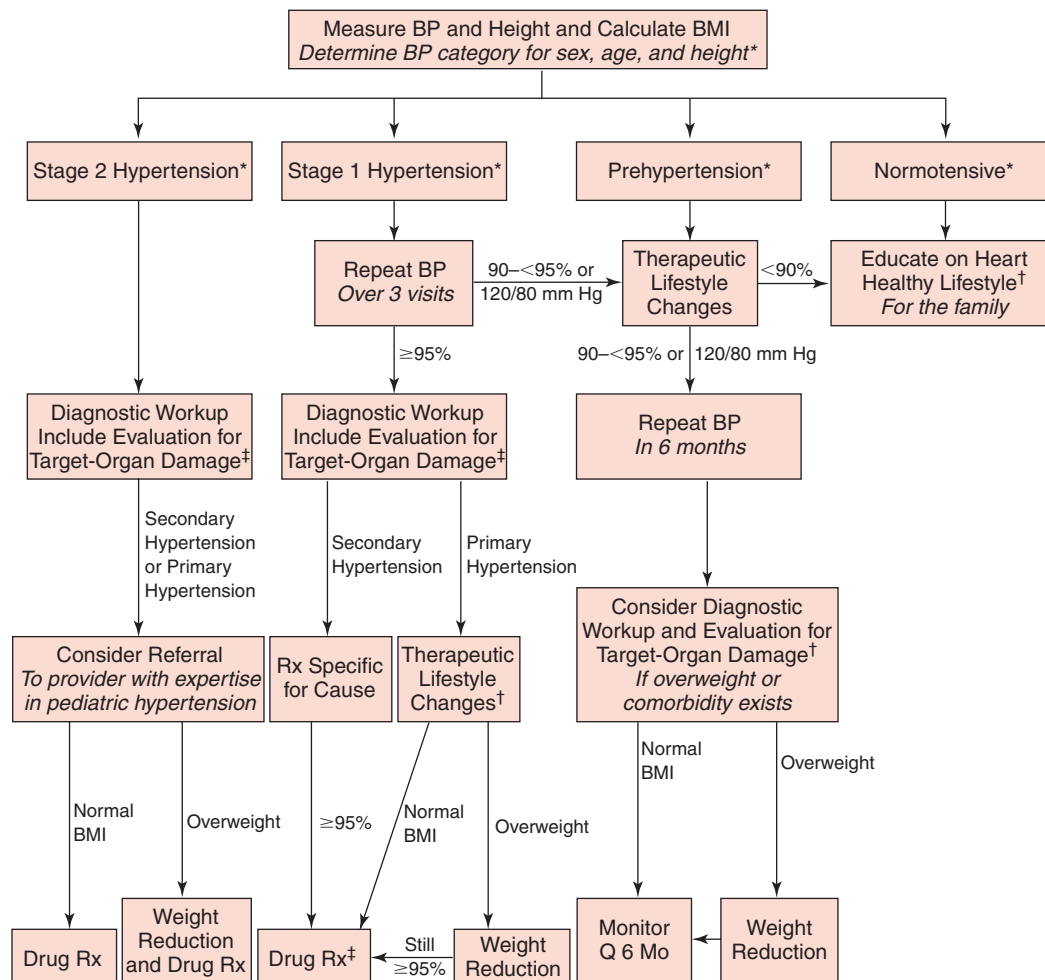 Measure BP and Height and Calculate BMI
Determine BP category for sex, age, and height*
Stage 2 Hypertension*
Stage 1 Hypertension*
Prehypertension*
Normotensive*
Repeat BP
Over 3 visits
90–<95% or
120/80 mm Hg
Therapeutic
Lifestyle
Changes
<90%
Educate on Heart
Healthy Lifestyle†
For the family
≥95%
90–<95% or 120/80 mm Hg
Diagnostic Workup
Include Evaluation for
Target-Organ Damage‡
Diagnostic Workup
Include Evaluation for
Target-Organ Damage‡
Repeat BP
In 6 months
Secondary
Hypertension
or Primary
Hypertension
Secondary
Hypertension
Primary
Hypertension
Consider Referral
To provider with expertise
in pediatric hypertension
Rx Specific
for Cause
Therapeutic
Lifestyle
Changes†
Consider Diagnostic
Workup and Evaluation for
Target-Organ Damage†
If overweight or
comorbidity exists
Normal
BMI
Overweight
≥95%
Normal
BMI
Overweight
Normal
BMI
Overweight
Drug Rx
Weight
Reduction
and Drug Rx
Drug Rx‡
Still
≥95%
Weight
Reduction
Monitor
Q 6 Mo
Weight
Reduction